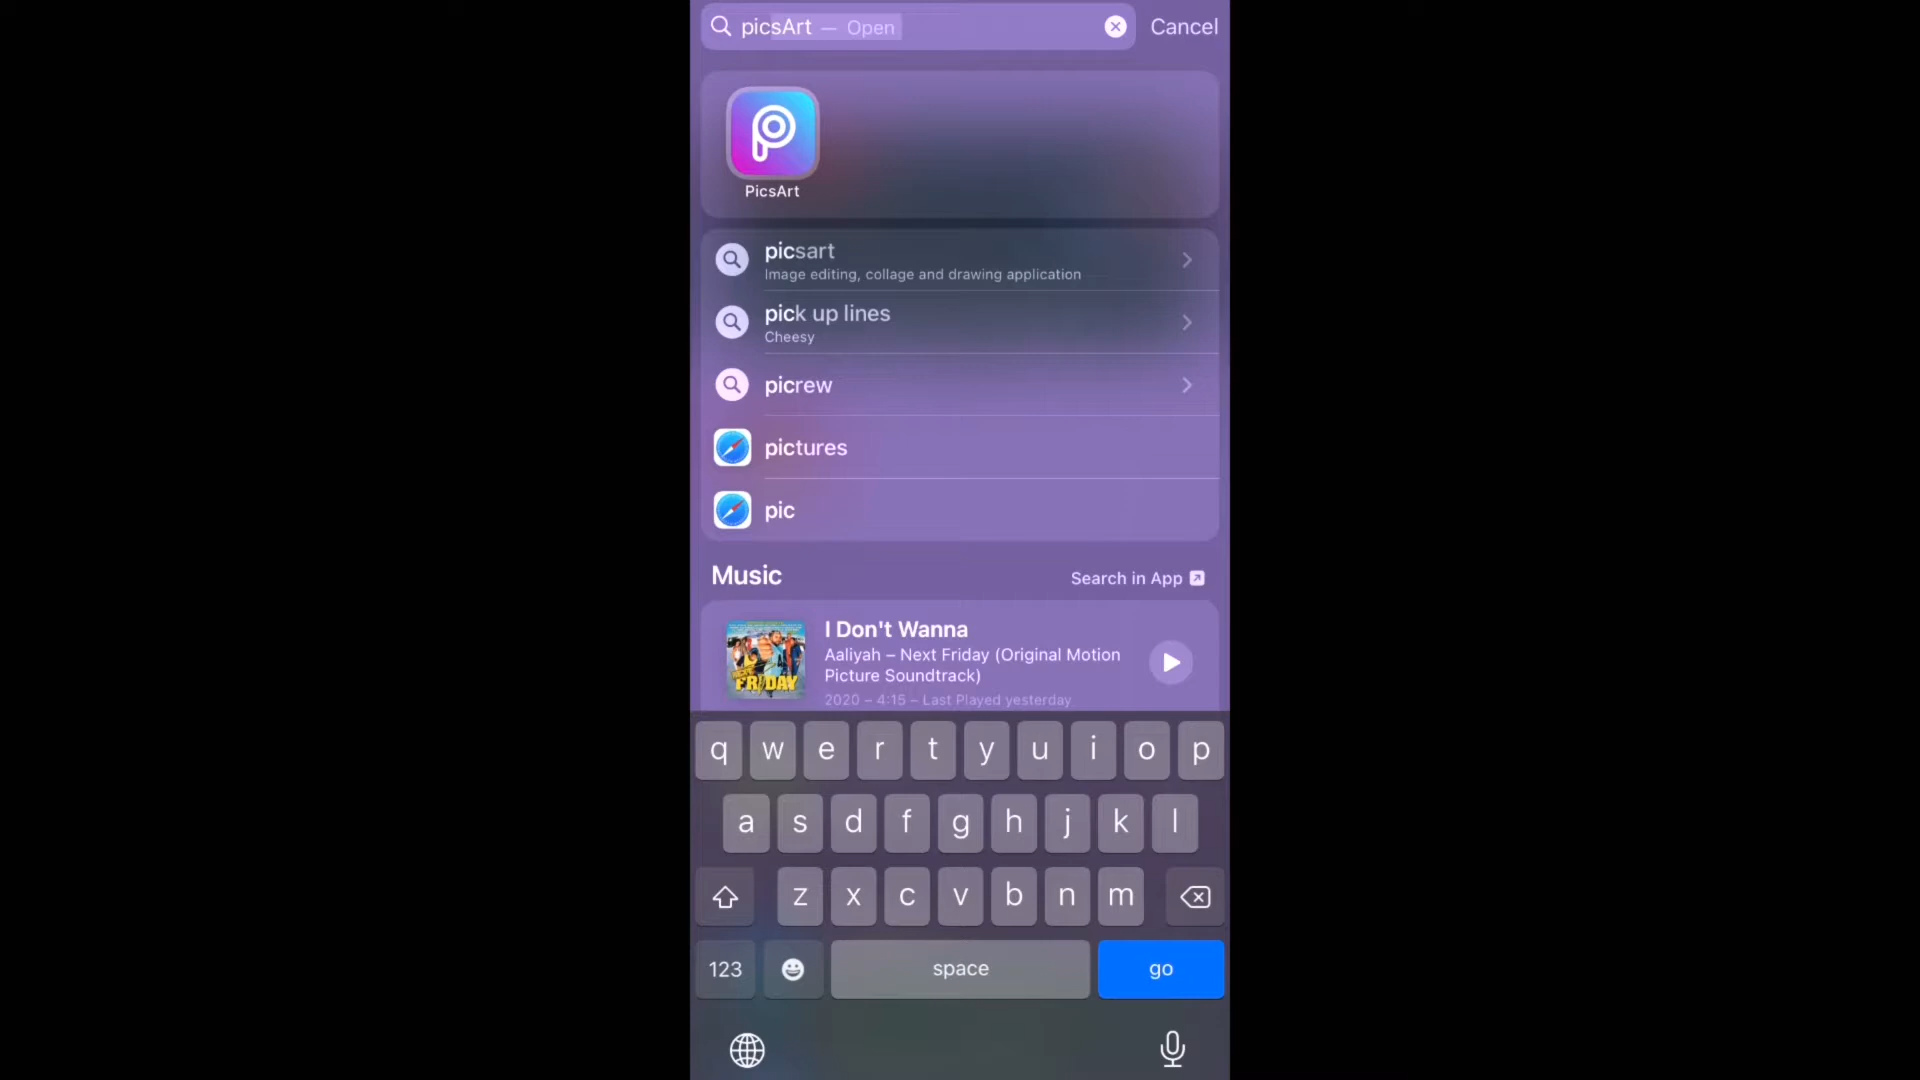 picsArt — Open
Cancel
PicsArt
picsart
Image editing, collage and drawing application
pick up lines
Cheesy
picrew
pictures
pic
Music
Search in App
I Don't Wanna
Aaliyah – Next Friday (Original Motion
Picture Soundtrack)
2020 – 4:15 – Last Played yesterday
FRIDAY
q w e r t y u i o p
a s d f g h j k l
z x c v b n m
123
space
go